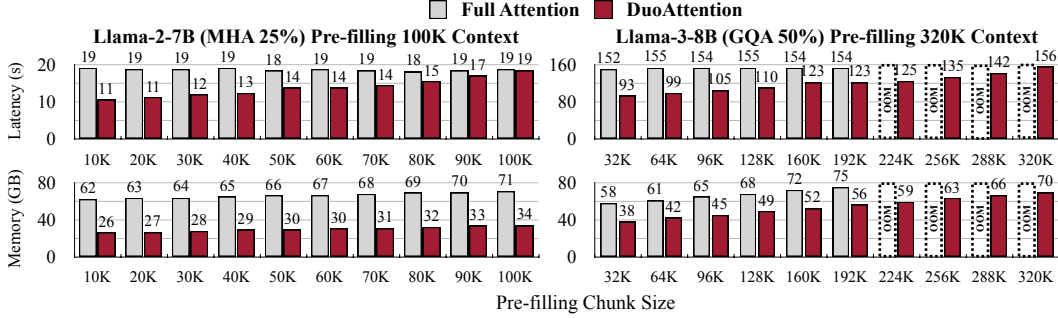 Full Attention DuoAttention
Llama-2-7B (MHA 25%) Pre-filling 100K Context
Latency (s)
20
10
0
19 11 19 11 19 12 19 13 18 14 19 14 19 14 18 15 19 17 19 19
10K 20K 30K 40K 50K 60K 70K 80K 90K 100K
Memory (GB)
80
40
0
62 26 63 27 64 28 65 29 66 30 67 30 68 31 69 32 70 33 71 34
10K 20K 30K 40K 50K 60K 70K 80K 90K 100K
Llama-3-8B (GQA 50%) Pre-filling 320K Context
160
80
0
152 93 155 99 154 105 155 110 154 123 154 123 OOM 125 OOM 135 OOM 142 OOM 156
32K 64K 96K 128K 160K 192K 224K 256K 288K 320K
80
40
0
58 38 61 42 65 45 68 49 72 52 75 56 OOM 59 OOM 63 OOM 66 OOM 70
32K 64K 96K 128K 160K 192K 224K 256K 288K 320K
Pre-filling Chunk Size